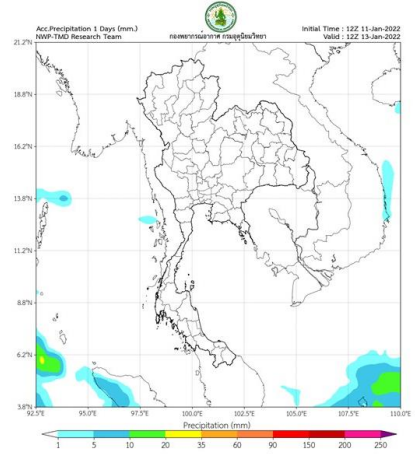 Acc.Precipitation 1 Days (mm.)
NWP-TMD Research Team
กองพยากรณ์อากาศ กรมอุตุนิยมวิทยา
Initial Time : 12Z 11-Jan-2022
Valid : 12Z 13-Jan-2022
21.2°N
18.8°N
16.2°N
13.8°N
11.2°N
8.8°N
6.2°N
3.8°N
92.5°E 95.0°E 97.5°E 100.0°E 102.5°E 105.0°E 107.5°E 110.0°E
Precipitation (mm)
1 5 10 20 35 60 90 150 200 250